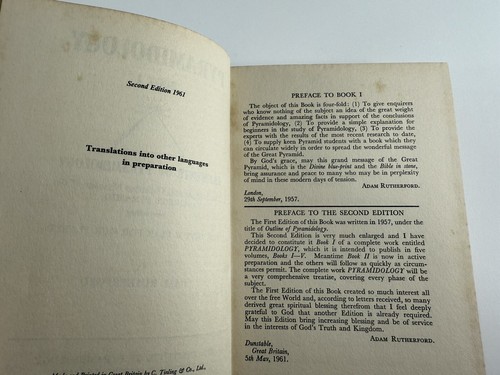 Second Edition 1961
Translations into other languages
in preparation
Made and Printed in Great Britain by C. Tinling & Co., Ltd.,
PREFACE TO BOOK I
The object of this Book is four-fold: (1) To give enquirers
who know nothing of the subject an idea of the great weight
of evidence and amazing facts in support of the conclusions
of Pyramidology, (2) To provide a simple explanation for
beginners in the study of Pyramidology, (3) To provide the
experts with the results of the most recent research to date,
(4) To supply keen Pyramid students with a book which they
can circulate widely in order to spread the wonderful message
of the Great Pyramid.
By God's grace, may this grand message of the Great
Pyramid, which is the Divine blue-print and the Bible in stone,
bring assurance and peace to many who may be in perplexity
of mind in these modern days of tension.
ADAM RUTHERFORD.
London,
29th September, 1957.
PREFACE TO THE SECOND EDITION
The First Edition of this Book was written in 1957, under the
title of Outline of Pyramidology.
This Second Edition is very much enlarged and I have
decided to constitute it Book I of a complete work entitled
PYRAMIDOLOGY, which it is intended to publish in five
volumes, Books I—V. Meantime Book II is now in active
preparation and the others will follow as quickly as circum-
stances permit. The complete work PYRAMIDOLOGY will be
a very comprehensive treatise, covering every phase of the
subject.
The First Edition of this Book created so much interest all
over the free World and, according to letters received, so many
derived great spiritual blessing therefrom that I feel deeply
grateful to God that another Edition is already required.
May this Edition bring increasing blessing and be of service
in the interests of God's Truth and Kingdom.
ADAM RUTHERFORD.
Dunstable,
Great Britain,
5th May, 1961.